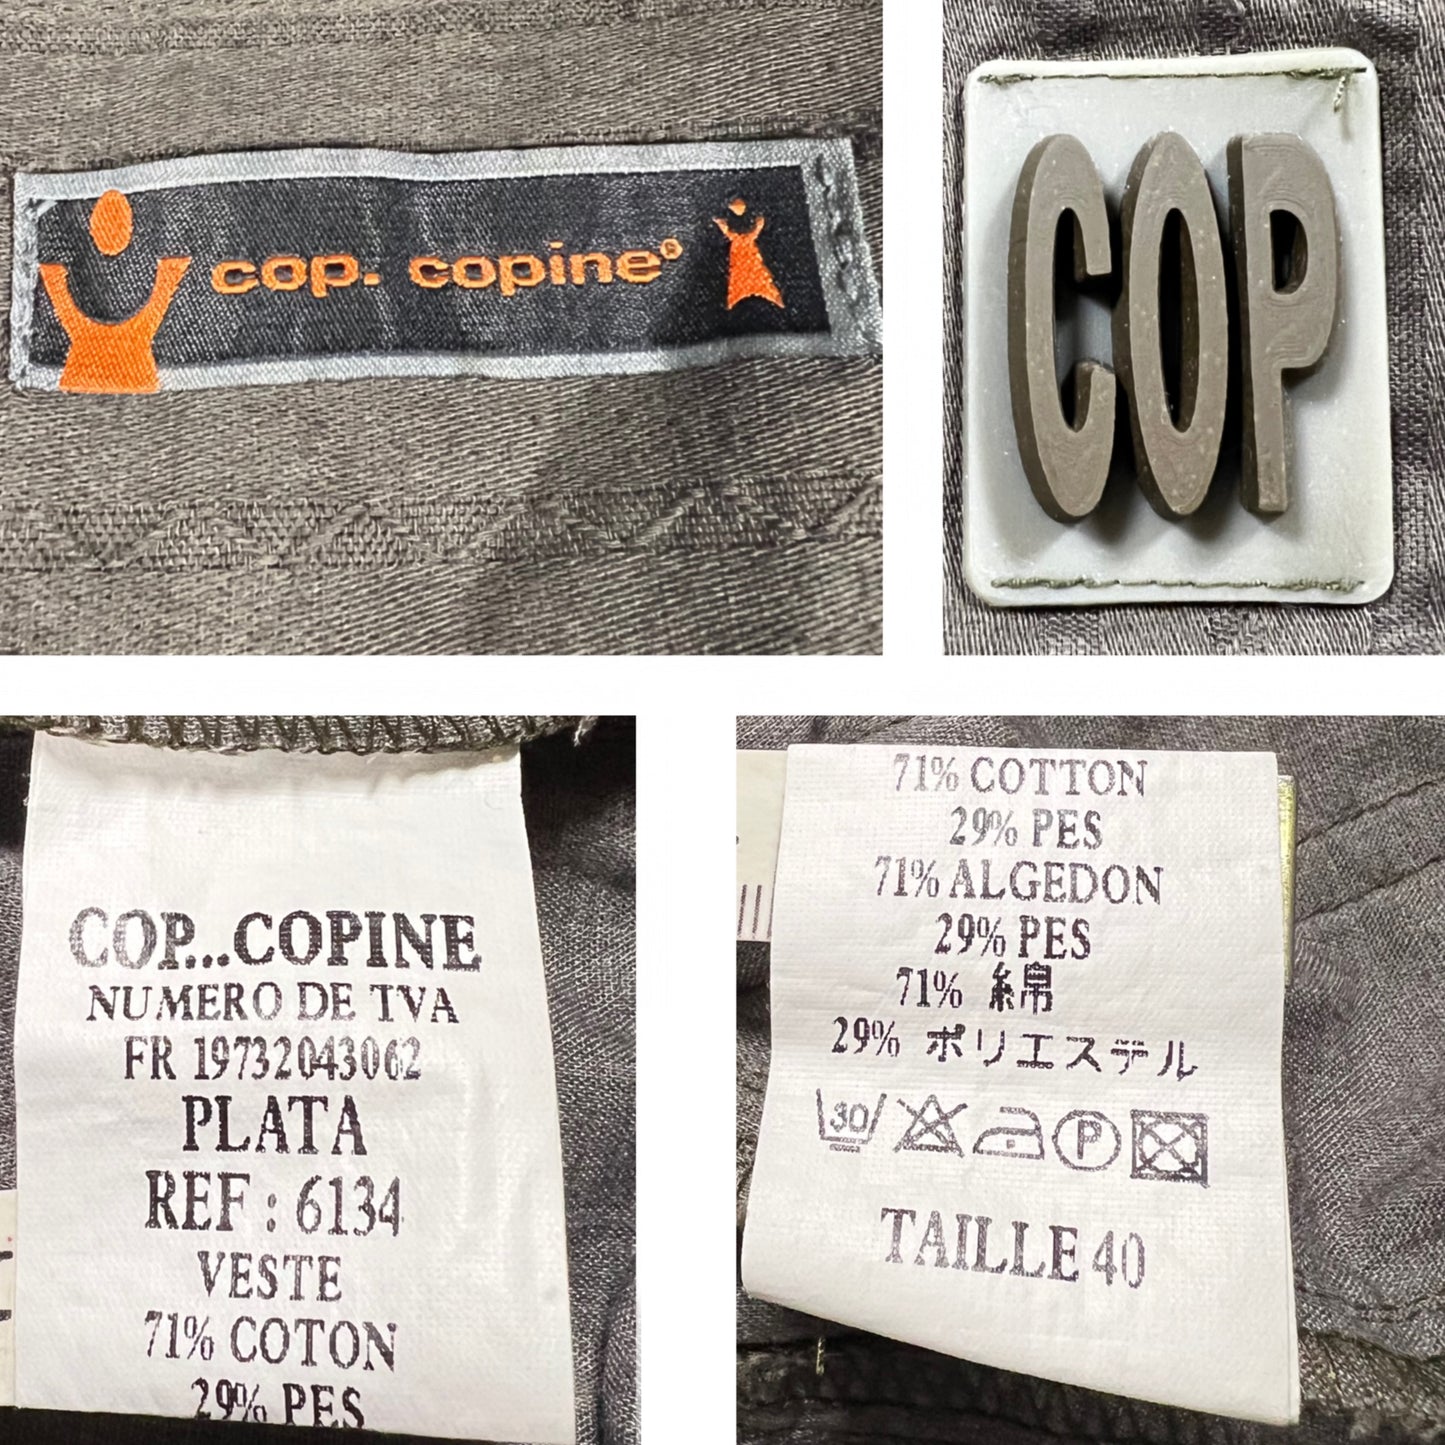 cop. copine®
COP
COP...COPINE
NUMERO DE TVA
FR 19732043062
PLATA
REF : 6134
VESTE
71% COTON
29% PES
71% COTTON
29% PES
71% ALGEDON
29% PES
71% 綿
29% ポリエステル
30 P
TAILLE 40